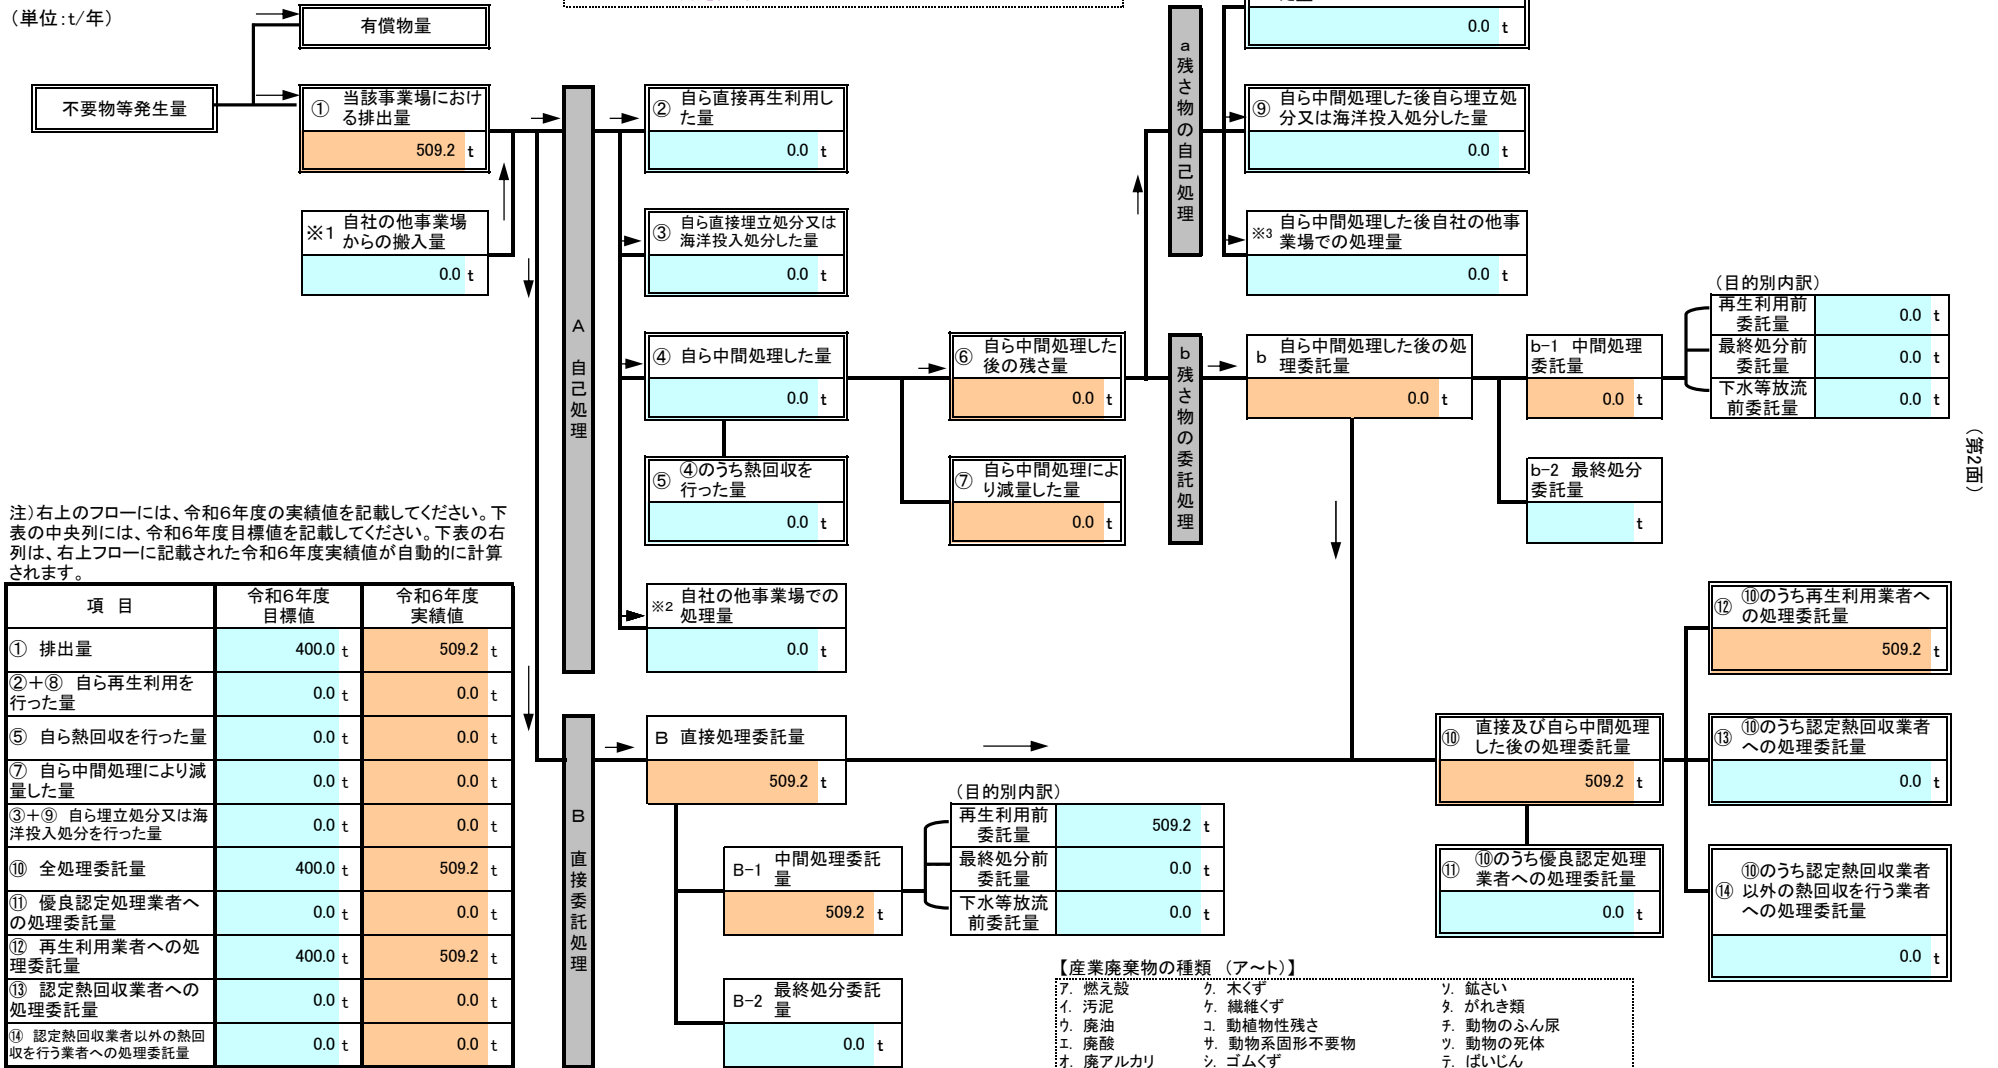 （単位：t/年）
有償物量
不要物等発生量
① 当該事業場におけ
る排出量
509.2 t
※1 自社の他事業場
からの搬入量
0.0 t
A 自己処理
② 自ら直接再生利用し
た量
0.0 t
③ 自ら直接埋立処分又は
海洋投入処分した量
0.0 t
④ 自ら中間処理した量
0.0 t
⑤ ④のうち熱回収を
行った量
0.0 t
※2 自社の他事業場での
処理量
0.0 t
⑥ 自ら中間処理した
後の残さ量
0.0 t
⑦ 自ら中間処理によ
り減量した量
0.0 t
a残さ物の自己処理
0.0 t
⑨ 自ら中間処理した後自ら埋立処
分又は海洋投入処分した量
0.0 t
※3 自ら中間処理した後自社の他事
業場での処理量
0.0 t
b残さ物の委託処理
b 自ら中間処理した後の処
理委託量
0.0 t
b-1 中間処理
委託量
0.0 t
b-2 最終処分
委託量
t
（目的別内訳）
再生利用前
委託量
0.0 t
最終処分前
委託量
0.0 t
下水等放流
前委託量
0.0 t
（第2面）
注）右上のフローには、令和６年度の実績値を記載してください。下
表の中央列には、令和６年度目標値を記載してください。下表の右
列は、右上フローに記載された令和６年度実績値が自動的に計算
されます。
項 目 令和６年度
目標値 令和６年度
実績値
① 排出量 400.0 t 509.2 t
②＋⑧ 自ら再生利用を
行った量 0.0 t 0.0 t
⑤ 自ら熱回収を行った量 0.0 t 0.0 t
⑦ 自ら中間処理により減
量した量 0.0 t 0.0 t
③＋⑨ 自ら埋立処分又は海
洋投入処分を行った量 0.0 t 0.0 t
⑩ 全処理委託量 400.0 t 509.2 t
⑪ 優良認定処理業者へ
の処理委託量 0.0 t 0.0 t
⑫ 再生利用業者への処
理委託量 400.0 t 509.2 t
⑬ 認定熱回収業者への
処理委託量 0.0 t 0.0 t
⑭ 認定熱回収業者以外の熱回
収を行う業者への処理委託量 0.0 t 0.0 t
B 直接委託処理
B 直接処理委託量
509.2 t
B-1 中間処理委託
量
509.2 t
B-2 最終処分委託
量
0.0 t
（目的別内訳）
再生利用前
委託量
509.2 t
最終処分前
委託量
0.0 t
下水等放流
前委託量
0.0 t
⑩ 直接及び自ら中間処理
した後の処理委託量
509.2 t
⑪ ⑩のうち優良認定処理
業者への処理委託量
0.0 t
⑫ ⑩のうち再生利用業者へ
の処理委託量
509.2 t
⑬ ⑩のうち認定熱回収業者
への処理委託量
0.0 t
⑭ ⑩のうち認定熱回収業者
以外の熱回収を行う業者
への処理委託量
0.0 t
【産業廃棄物の種類 （ア～ト）】
ア. 燃え殻 ク. 木くず ソ. 鉱さい
イ. 汚泥 ケ. 繊維くず タ. がれき類
ウ. 廃油 コ. 動植物性残さ チ. 動物のふん尿
エ. 廃酸 サ. 動物系固形不要物 ツ. 動物の死体
オ. 廃アルカリ シ. ゴムくず テ. ばいじん